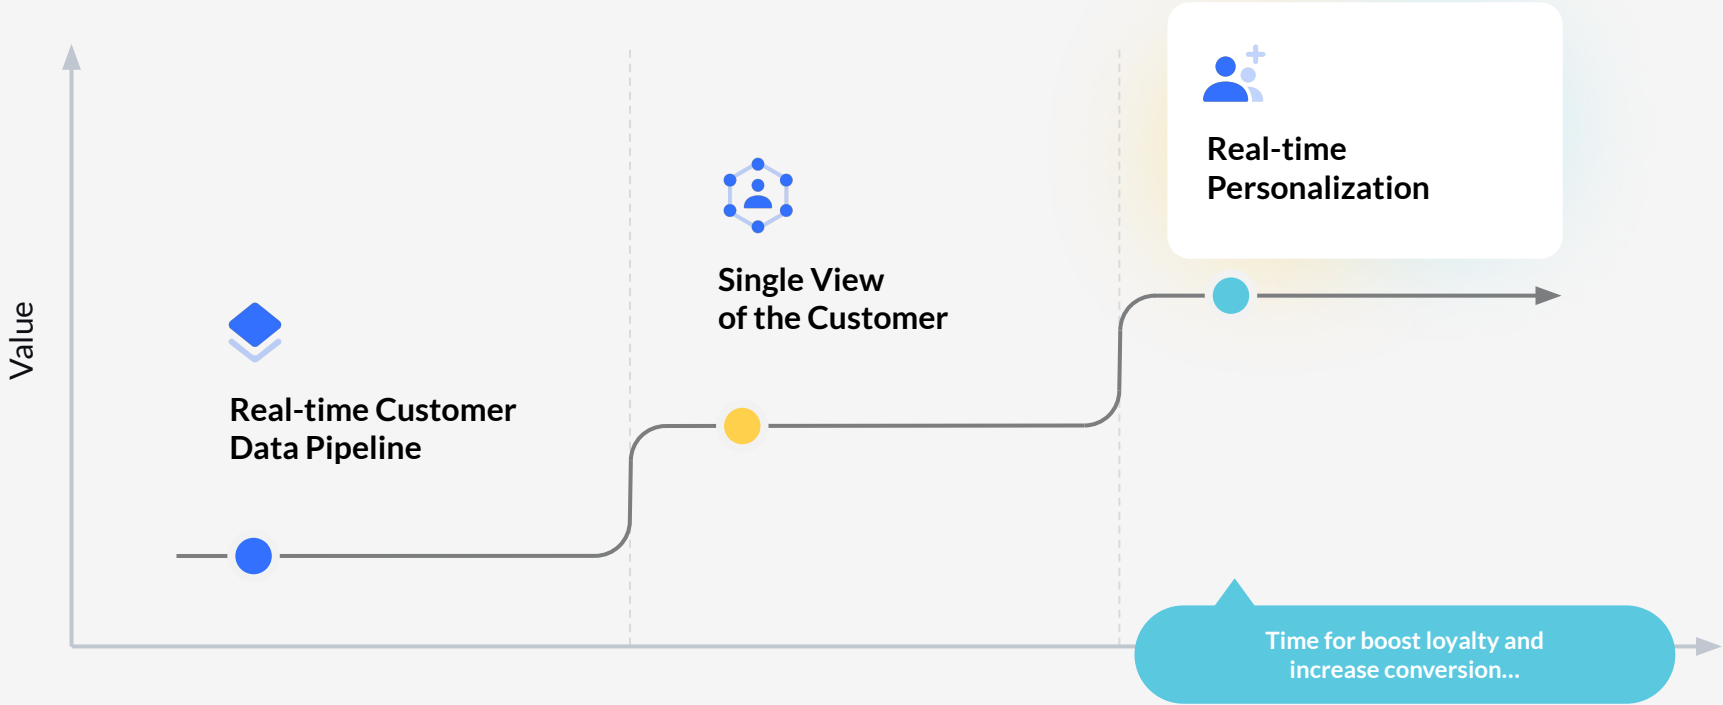 Real-time
Personalization
Single View
of the Customer
Value
Real-time Customer
Data Pipeline
Time for boost loyalty and
increase conversion...